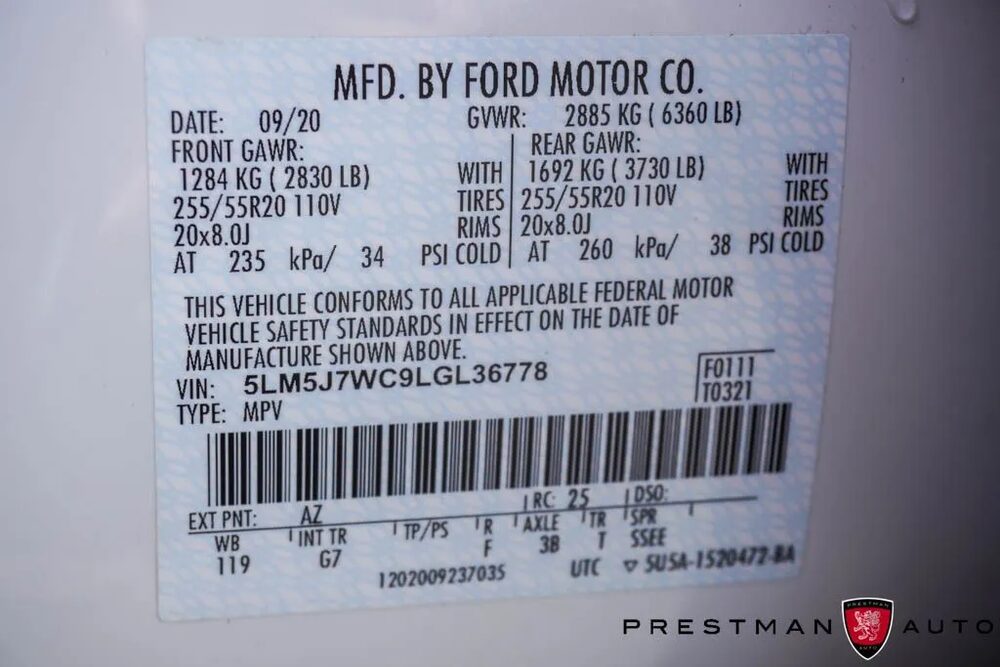 MFD. BY FORD MOTOR CO.
DATE: 09/20 GVWR: 2885 KG ( 6360 LB)
FRONT GAWR: REAR GAWR:
1284 KG ( 2830 LB) WITH 1692 KG ( 3730 LB) WITH
255/55R20 110V TIRES 255/55R20 110V TIRES
20x8.0J RIMS 20x8.0J RIMS
AT 235 kPa/ 34 PSI COLD AT 260 kPa/ 38 PSI COLD
THIS VEHICLE CONFORMS TO ALL APPLICABLE FEDERAL MOTOR
VEHICLE SAFETY STANDARDS IN EFFECT ON THE DATE OF
MANUFACTURE SHOWN ABOVE.
VIN: 5LM5J7WC9LGL36778 F0111
TYPE: MPV T0321
EXT PNT: AZ RC: 25 DSO:
WB INT TR TP/PS R AXLE TR SPR
119 G7 F 3B T SSEE
1202009237035 UTC ▽ 5U5A-1520472-BA
PRESTMAN AUTO
PRESTMAN
AUTO